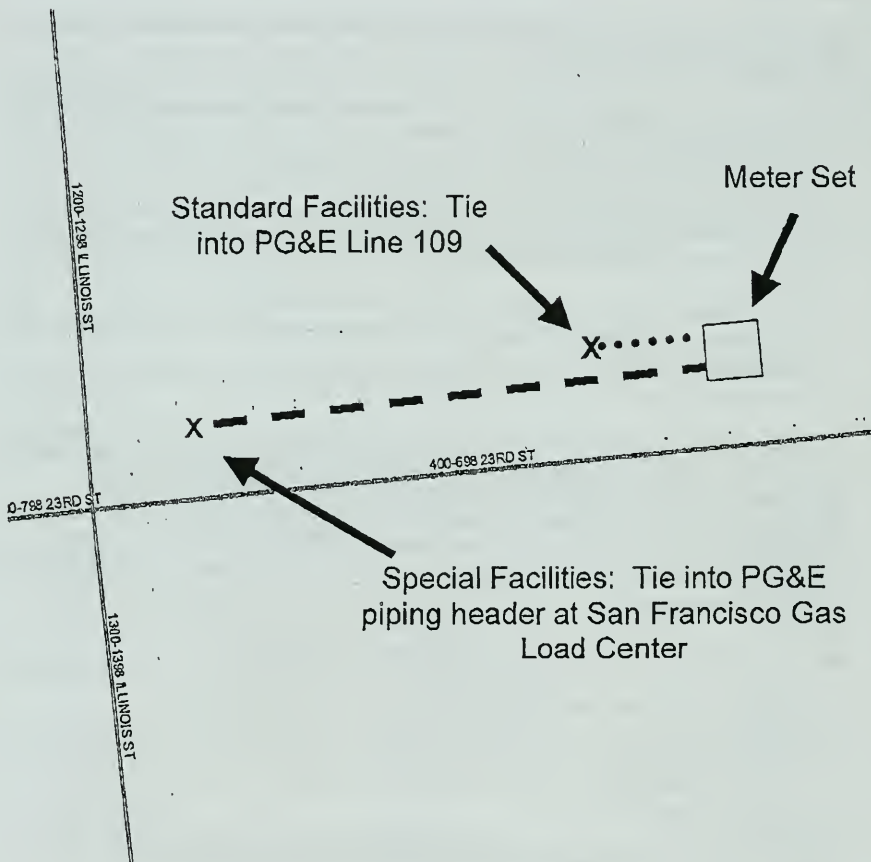 Meter Set
Standard Facilities: Tie
into PG&E Line 109
1200-1298 ILLINOIS ST
X
X
400-698 23RD ST
0-798 23RD ST
Special Facilities: Tie into PG&E
piping header at San Francisco Gas
Load Center
1300-1398 ILLINOIS ST